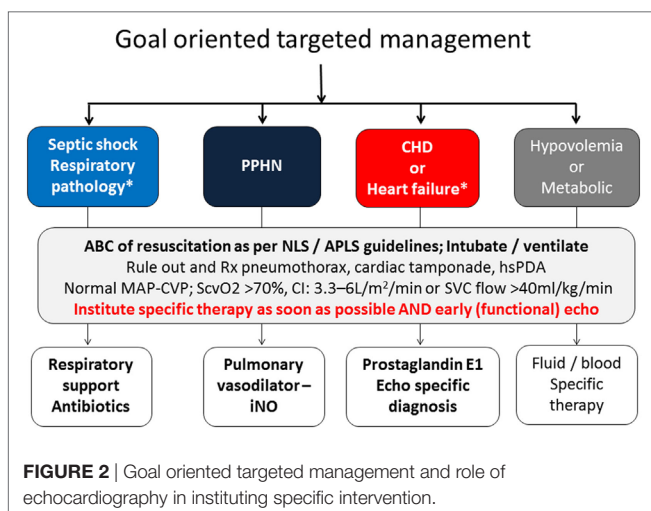 Goal oriented targeted management
Septic shock
Respiratory
pathology*
PPHN
CHD
or
Heart failure*
Hypovolemia
or
Metabolic
ABC of resuscitation as per NLS / APLS guidelines; Intubate / ventilate
Rule out and Rx pneumothorax, cardiac tamponade, hsPDA
Normal MAP-CVP; ScvO2 >70%, CI: 3.3–6L/m²/min or SVC flow >40ml/kg/min
Institute specific therapy as soon as possible AND early (functional) echo
Respiratory
support
Antibiotics
Pulmonary
vasodilator–
iNO
Prostaglandin E1
Echo specific
diagnosis
Fluid / blood
Specific
therapy
FIGURE 2 | Goal oriented targeted management and role of
echocardiography in instituting specific intervention.